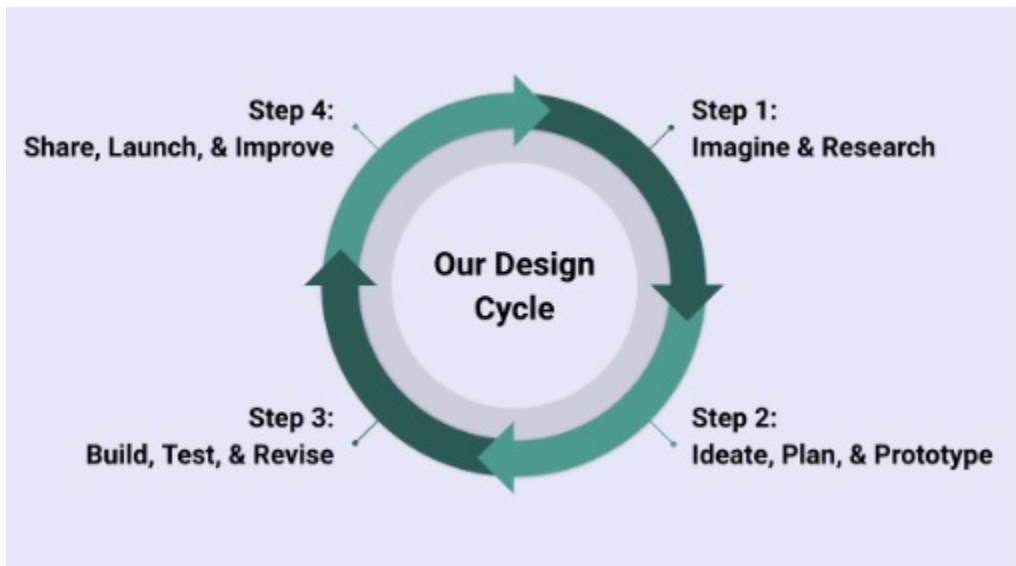 Our Design
Cycle
Step 1:
Imagine & Research
Step 2:
Ideate, Plan, & Prototype
Step 3:
Build, Test, & Revise
Step 4:
Share, Launch, & Improve